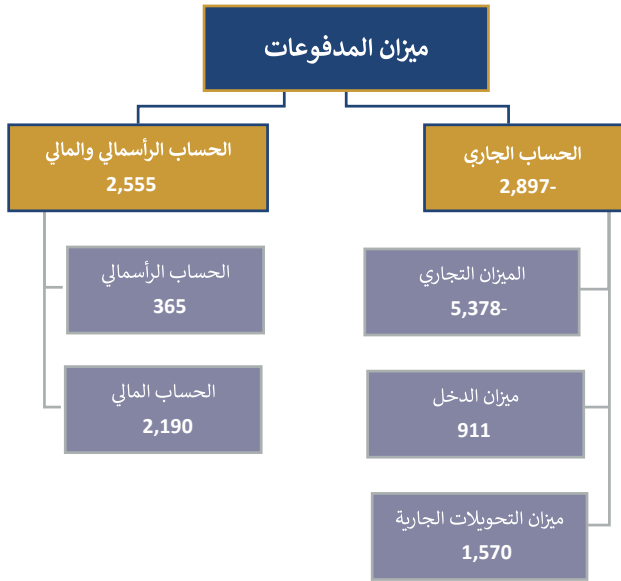 ميزان المدفوعات
الحساب الجاري
2,897-
الميزان التجاري
5,378-
ميزان الدخل
911
ميزان التحويلات الجارية
1,570
الحساب الرأسمالي والمالي
2,555
الحساب الرأسمالي
365
الحساب المالي
2,190